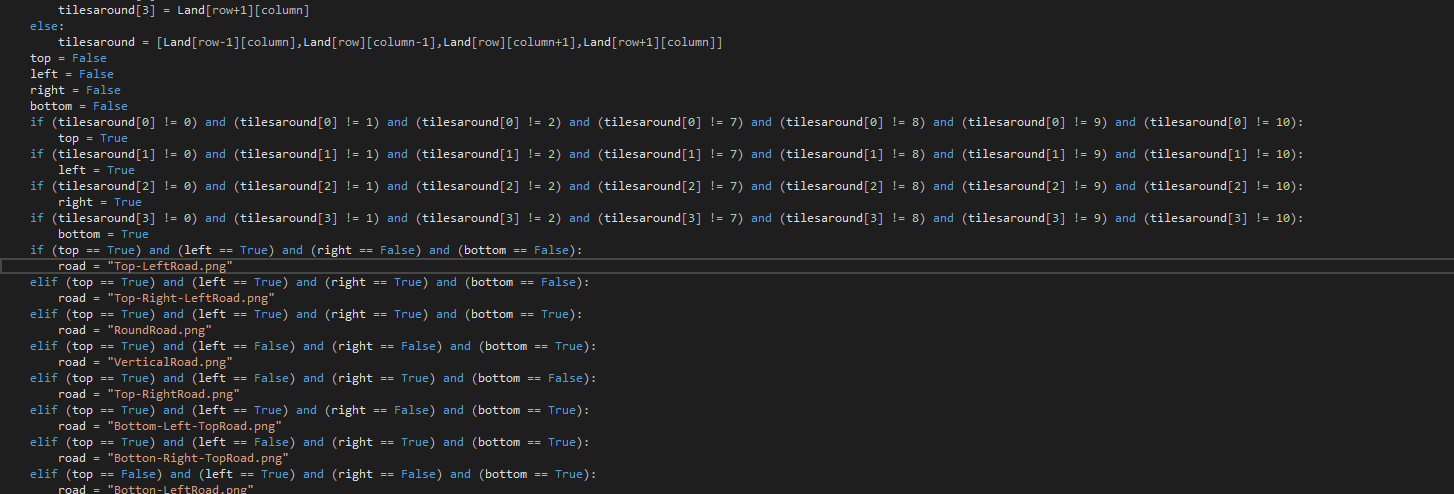 tilesaround[3] = Land[row+1][column]
else:
tilesaround = [Land[row-1][column],Land[row][column-1],Land[row][column+1],Land[row+1][column]]
top = False
left = False
right = False
bottom = False
if (tilesaround[0] != 0) and (tilesaround[0] != 1) and (tilesaround[0] != 2) and (tilesaround[0] != 7) and (tilesaround[0] != 8) and (tilesaround[0] != 9) and (tilesaround[0] != 10):
top = True
if (tilesaround[1] != 0) and (tilesaround[1] != 1) and (tilesaround[1] != 2) and (tilesaround[1] != 7) and (tilesaround[1] != 8) and (tilesaround[1] != 9) and (tilesaround[1] != 10):
left = True
if (tilesaround[2] != 0) and (tilesaround[2] != 1) and (tilesaround[2] != 2) and (tilesaround[2] != 7) and (tilesaround[2] != 8) and (tilesaround[2] != 9) and (tilesaround[2] != 10):
right = True
if (tilesaround[3] != 0) and (tilesaround[3] != 1) and (tilesaround[3] != 2) and (tilesaround[3] != 7) and (tilesaround[3] != 8) and (tilesaround[3] != 9) and (tilesaround[3] != 10):
bottom = True
if (top == True) and (left == True) and (right == False) and (bottom == False):
road = "Top-LeftRoad.png"
elif (top == True) and (left == True) and (right == True) and (bottom == False):
road = "Top-Right-LeftRoad.png"
elif (top == True) and (left == True) and (right == True) and (bottom == True):
road = "RoundRoad.png"
elif (top == True) and (left == False) and (right == False) and (bottom == True):
road = "VerticalRoad.png"
elif (top == True) and (left == False) and (right == True) and (bottom == False):
road = "Top-RightRoad.png"
elif (top == True) and (left == True) and (right == False) and (bottom == True):
road = "Bottom-Left-TopRoad.png"
elif (top == True) and (left == False) and (right == True) and (bottom == True):
road = "Botton-Right-TopRoad.png"
elif (top == False) and (left == True) and (right == False) and (bottom == True):
road = "Botton-LeftRoad.png"